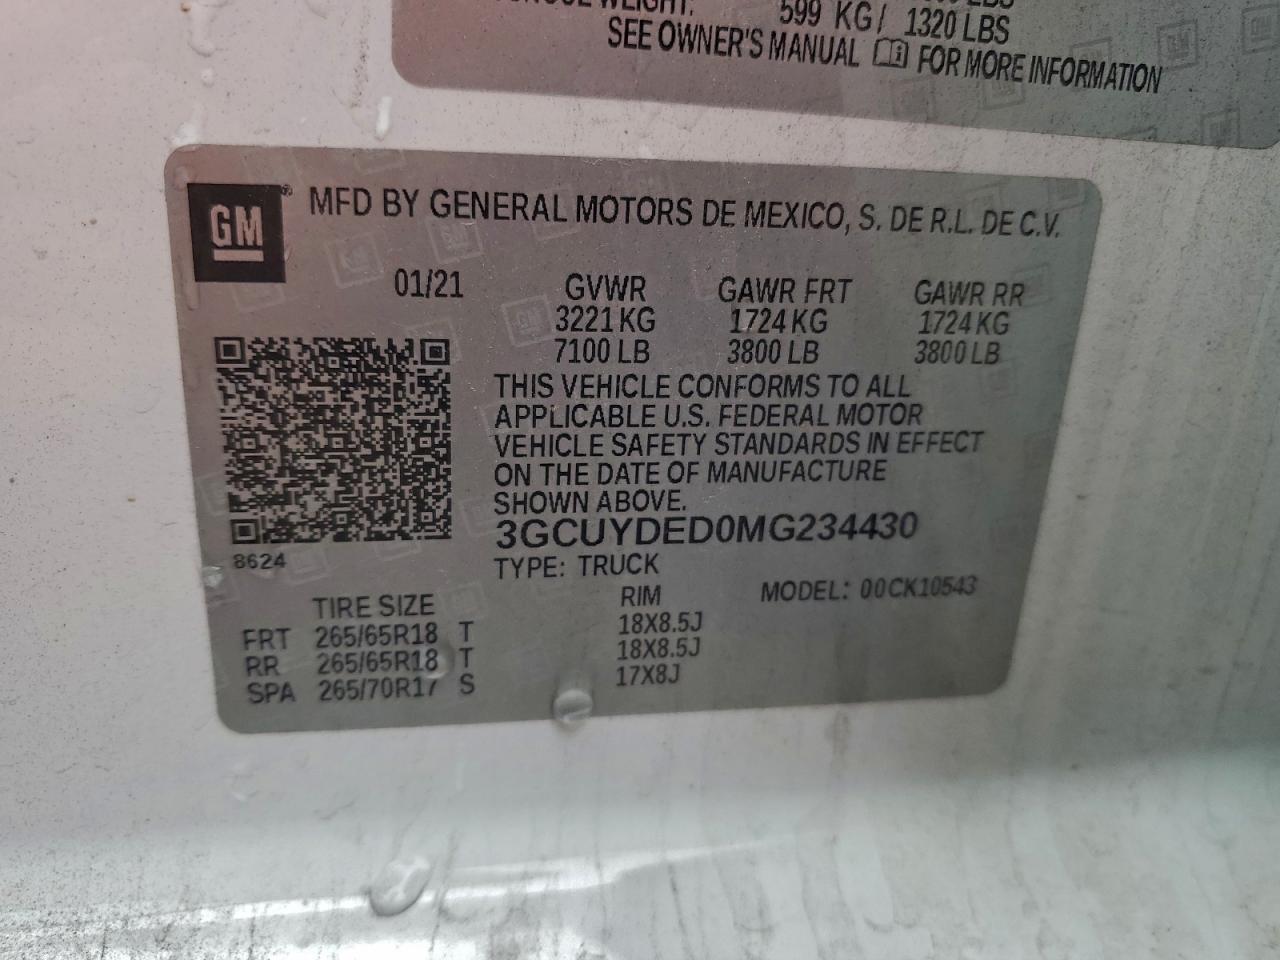 WEIGHT:
599 KG/ 1320 LBS
SEE OWNER'S MANUAL FOR MORE INFORMATION
GM
MFD BY GENERAL MOTORS DE MEXICO, S. DE R.L. DE C.V.
01/21 GVWR GAWR FRT GAWR RR
3221 KG 1724 KG 1724 KG
7100 LB 3800 LB 3800 LB
THIS VEHICLE CONFORMS TO ALL
APPLICABLE U.S. FEDERAL MOTOR
VEHICLE SAFETY STANDARDS IN EFFECT
ON THE DATE OF MANUFACTURE
SHOWN ABOVE.
3GCUYDED0MG234430
8624
TYPE: TRUCK
TIRE SIZE RIM MODEL: 00CK10543
FRT 265/65R18 T 18X8.5J
RR 265/65R18 T 18X8.5J
SPA 265/70R17 S 17X8J